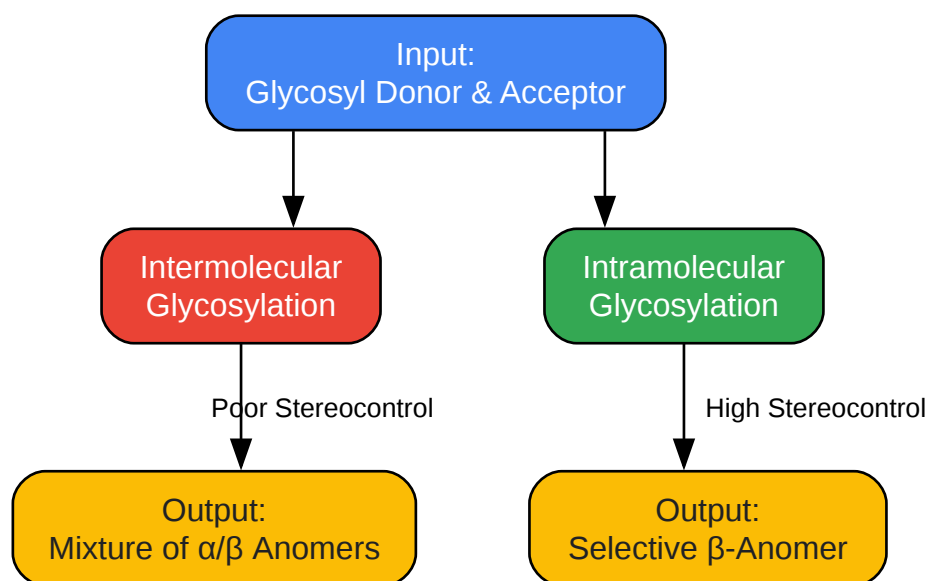 Input:
Glycosyl Donor & Acceptor
Intermolecular
Glycosylation
Intramolecular
Glycosylation
Poor Stereocontrol
High Stereocontrol
Output:
Mixture of α/β Anomers
Output:
Selective β-Anomer